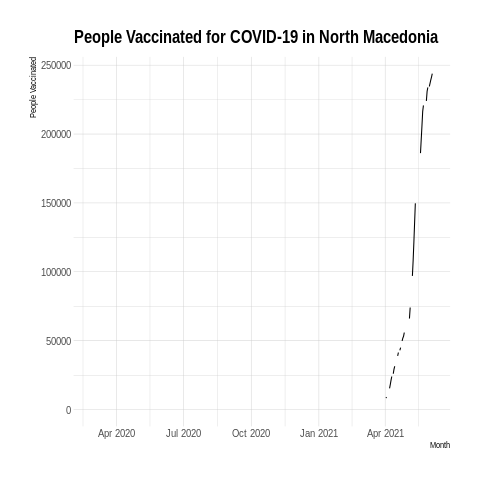 People Vaccinated for COVID-19 in North Macedonia
People Vaccinated
250000
200000
150000
100000
50000
0
Apr 2020 Jul 2020 Oct 2020 Jan 2021 Apr 2021
Month